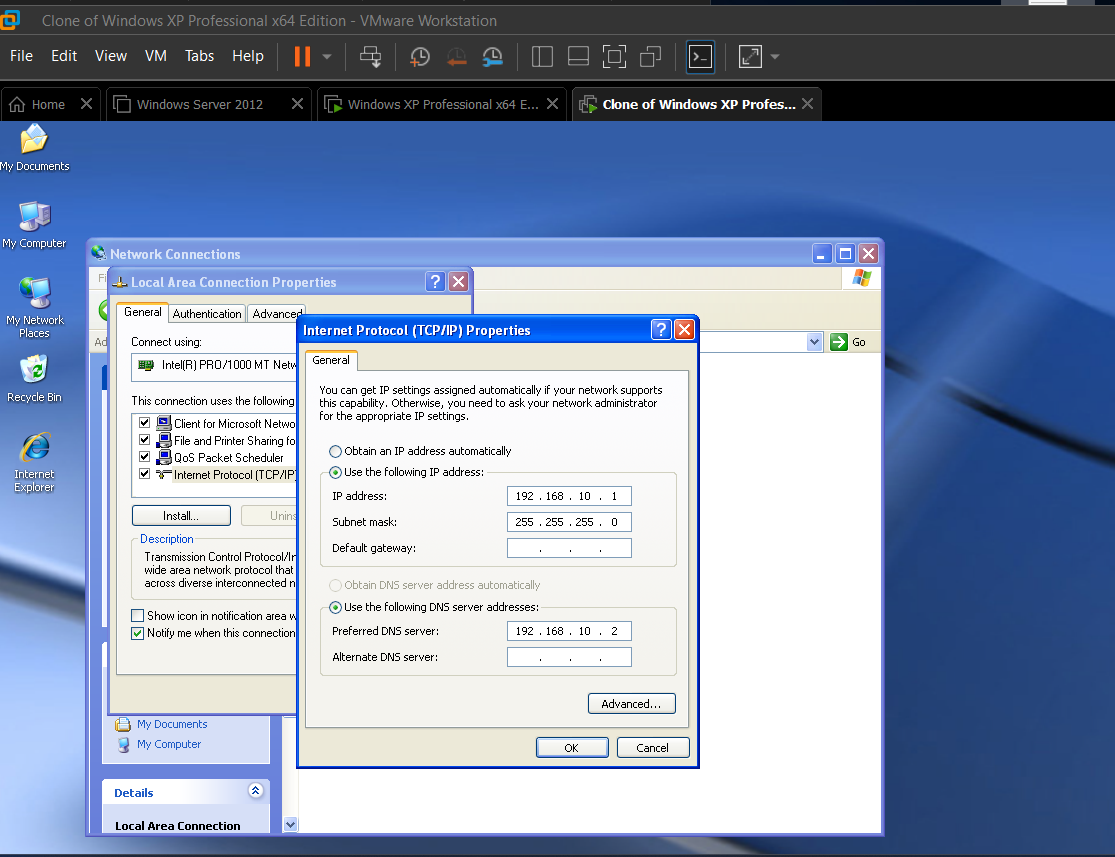 Clone of Windows XP Professional x64 Edition - VMware Workstation
File Edit View VM Tabs Help
Home
Windows Server 2012
Windows XP Professional x64 E...
Clone of Windows XP Profes...
My Documents
My Computer
My Network
Places
Recycle Bin
Internet
Explorer
Network Connections
Fi
Ad
Go
Local Area Connection Properties
General
Authentication
Advanced
Connect using:
Intel(R) PRO/1000 MT Netw
This connection uses the following
Client for Microsoft Netwo
File and Printer Sharing fo
QoS Packet Scheduler
Internet Protocol (TCP/IP)
Install...
Unins
Description
Transmission Control Protocol/In
wide area network protocol that
across diverse interconnected n
Show icon in notification area w
Notify me when this connection
Internet Protocol (TCP/IP) Properties
General
You can get IP settings assigned automatically if your network supports
this capability. Otherwise, you need to ask your network administrator
for the appropriate IP settings.
Obtain an IP address automatically
Use the following IP address:
IP address: 192 . 168 . 10 . 1
Subnet mask: 255 . 255 . 255 . 0
Default gateway: . . .
Obtain DNS server address automatically
Use the following DNS server addresses:
Preferred DNS server: 192 . 168 . 10 . 2
Alternate DNS server: . . .
Advanced...
OK
Cancel
My Documents
My Computer
Details
Local Area Connection